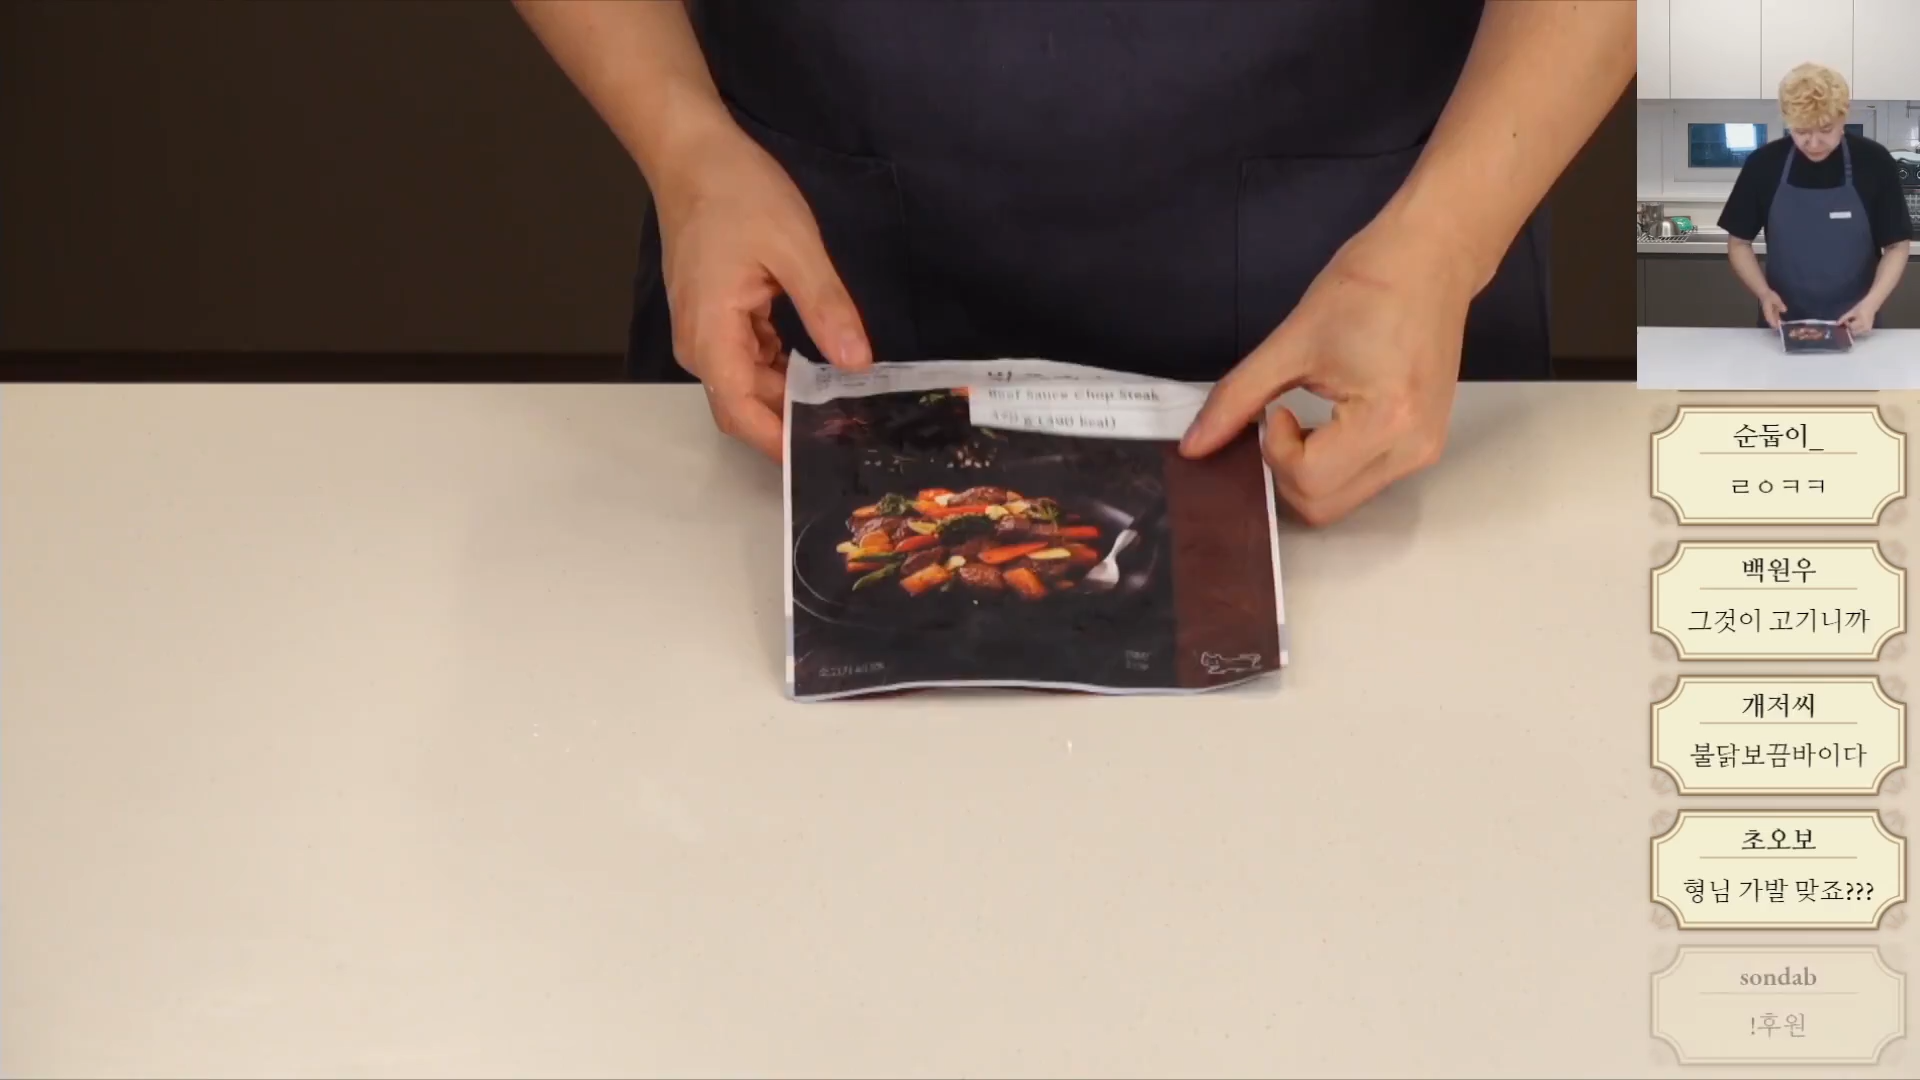 Beef Sauce Chop Steak
순둡이_
ㄹㅇㅋㅋ
백원우
그것이 고기니까
개저씨
불닭보끔바이다
초오보
형님 가발 맞죠???
sondab
!후원